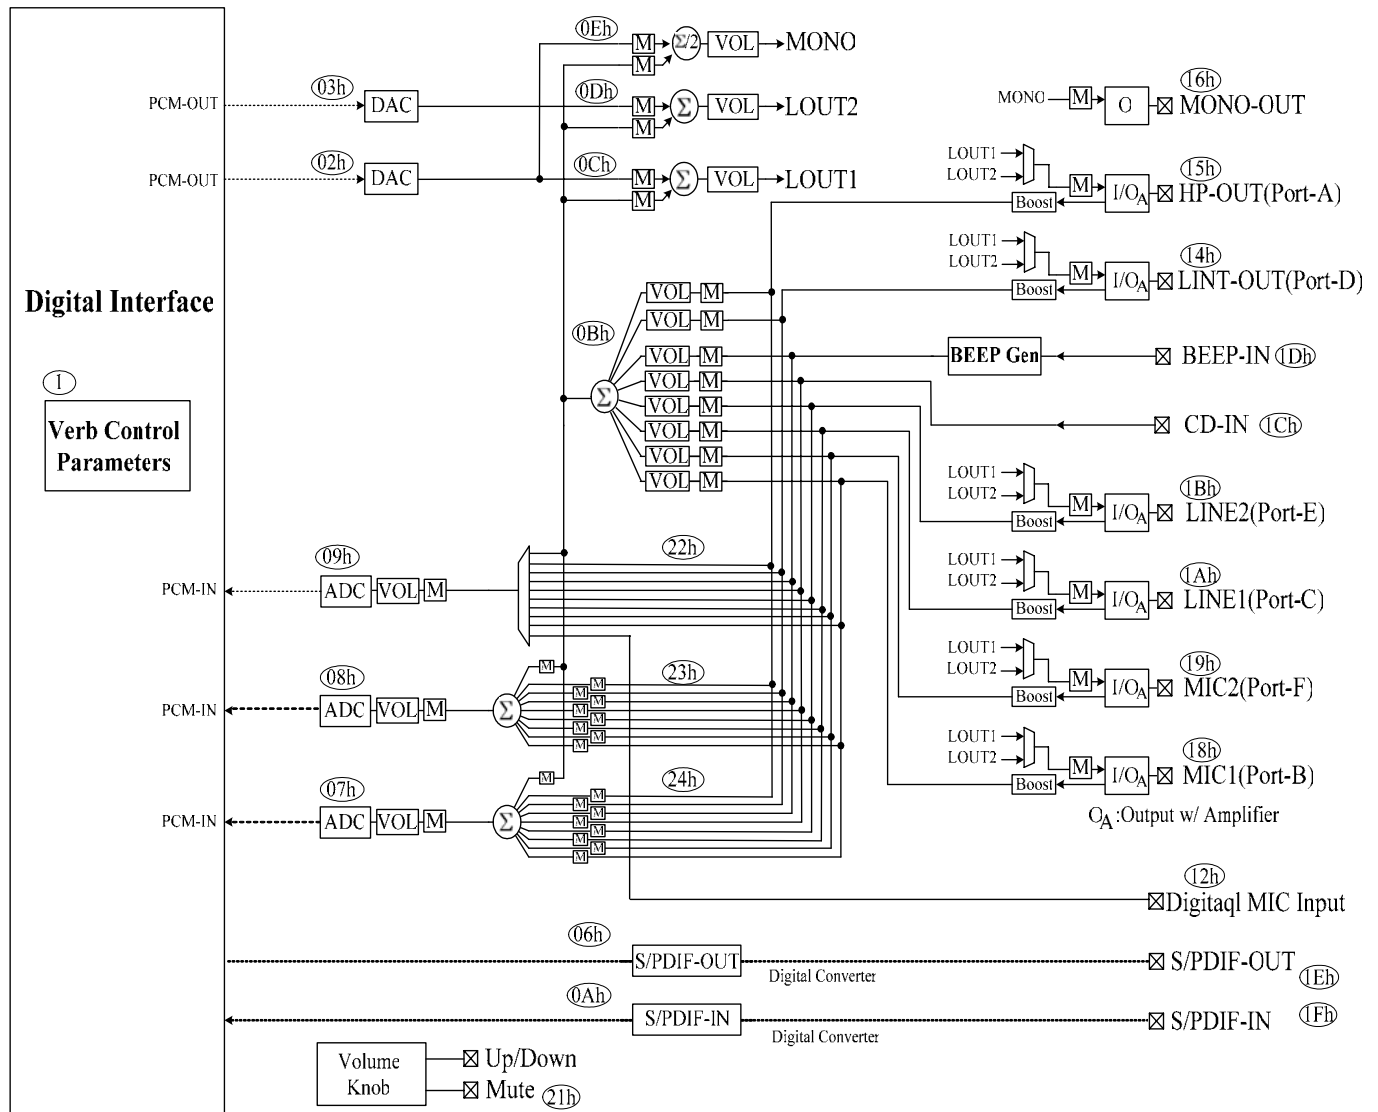 0Eh
M
Σ/2
VOL
MONO
M
PCM-OUT
03h
DAC
0Dh
M
Σ
VOL
LOUT2
M
PCM-OUT
02h
DAC
0Ch
M
Σ
VOL
LOUT1
M
MONO
M
O
16h
MONO-OUT
LOUT1
LOUT2
M
Boost
I/OA
15h
HP-OUT(Port-A)
LOUT1
LOUT2
M
Boost
I/OA
14h
LINT-OUT(Port-D)
Digital Interface
0Bh
Σ
VOL M
VOL M
VOL M
VOL M
VOL M
VOL M
VOL M
VOL M
BEEP Gen
BEEP-IN 1Dh
CD-IN 1Ch
1
Verb Control
Parameters
LOUT1
LOUT2
M
Boost
I/OA
1Bh
LINE2(Port-E)
LOUT1
LOUT2
M
Boost
I/OA
1Ah
LINE1(Port-C)
LOUT1
LOUT2
M
Boost
I/OA
19h
MIC2(Port-F)
LOUT1
LOUT2
M
Boost
I/OA
18h
MIC1(Port-B)
OA :Output w/ Amplifier
PCM-IN
09h
ADC VOL M
22h
PCM-IN
08h
ADC VOL M
Σ
M
23h
M
M
M
M
M
M
M
M
PCM-IN
07h
ADC VOL M
Σ
M
24h
M
M
M
M
M
M
M
M
12h
Digitaql MIC Input
06h
S/PDIF-OUT
Digital Converter
S/PDIF-OUT
1Eh
0Ah
S/PDIF-IN
Digital Converter
S/PDIF-IN
1Fh
Volume
Knob
Up/Down
Mute 21h